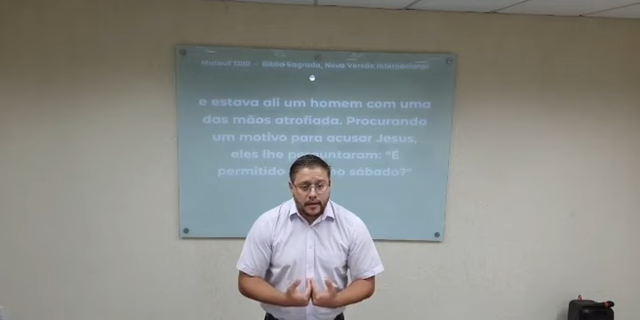 Mateus 12:10 - Bíblia Sagrada, Nova Versão Internacional
e estava ali um homem com uma
das mãos atrofiada. Procurando
um motivo para acusar Jesus,
eles lhe perguntaram: "É
permitido no sábado?"